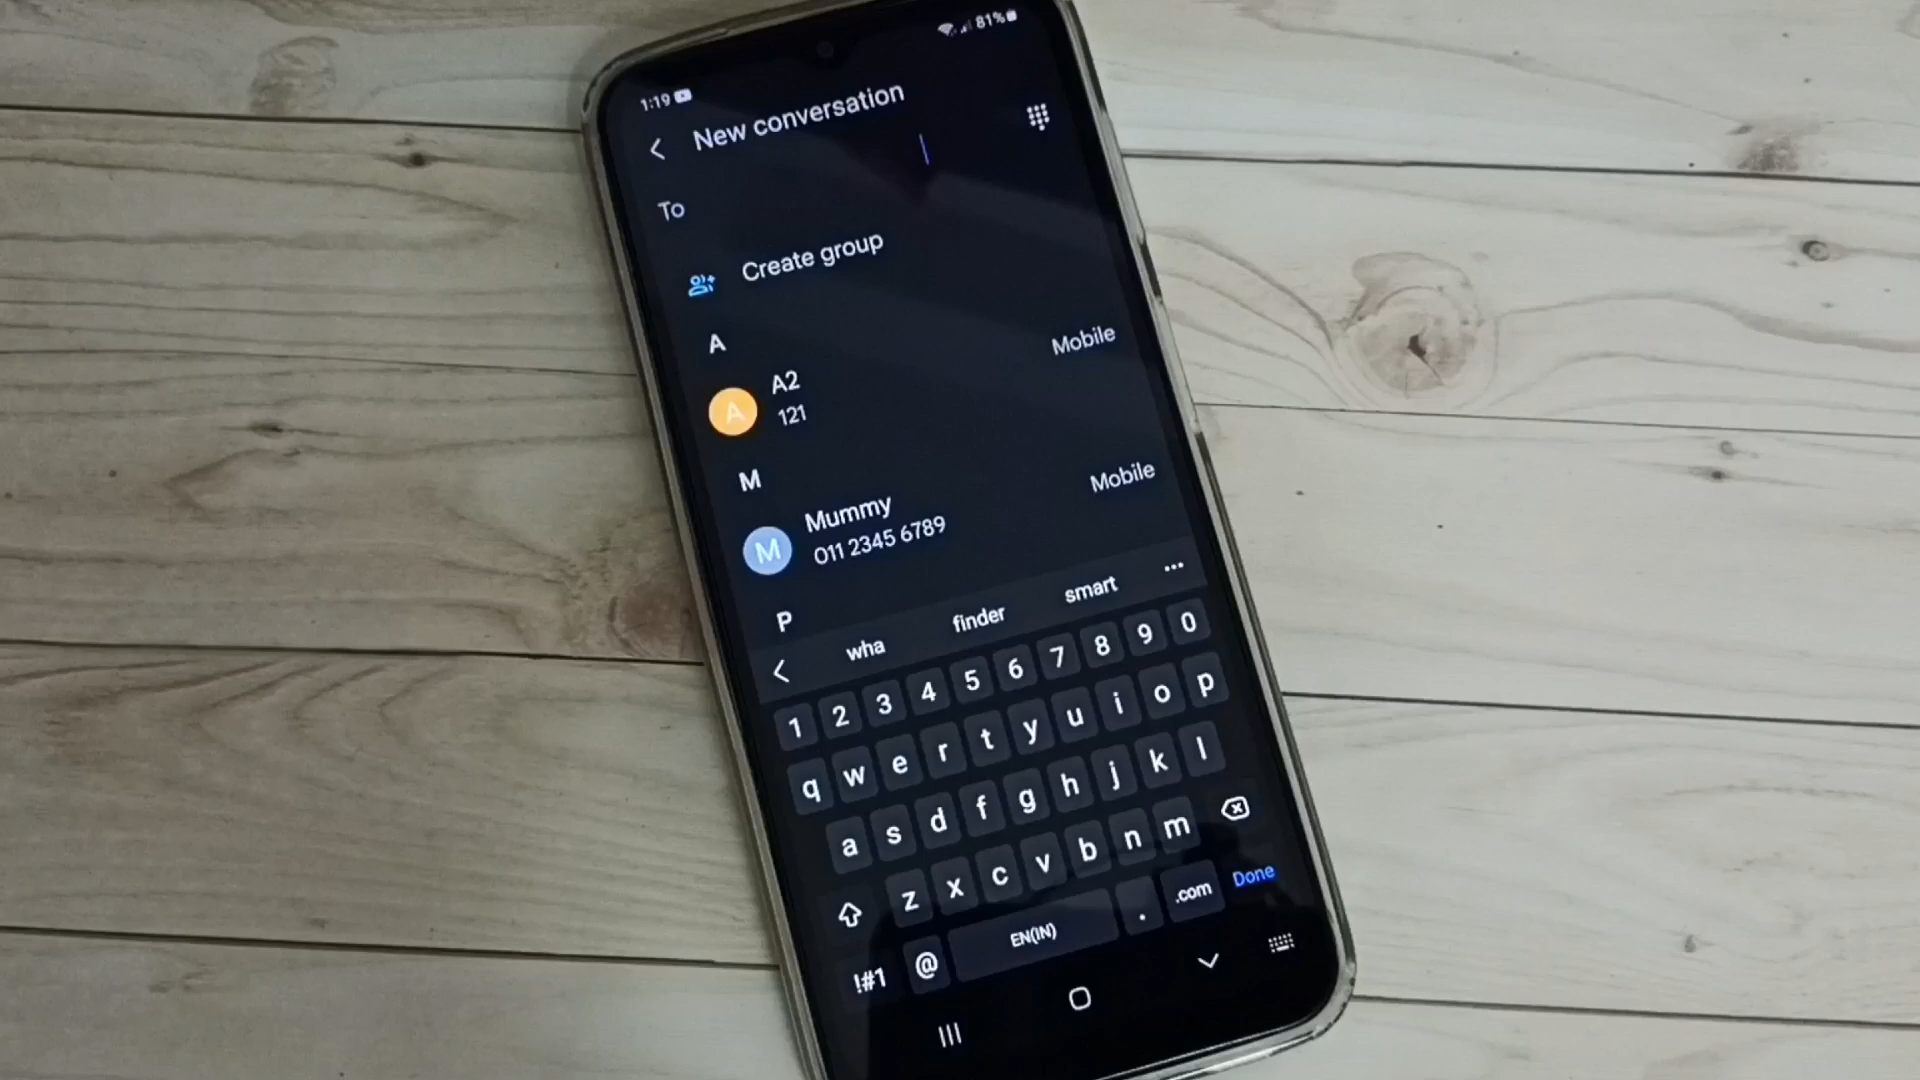 1:19
81%
New conversation
To
Create group
A
A
A2
Mobile
121
M
M
Mummy
Mobile
011 2345 6789
P
wha finder smart
1 2 3 4 5 6 7 8 9 0
q w e r t y u i o p
a s d f g h j k l
z x c v b n m
!#1 @ EN(IN) . .com Done